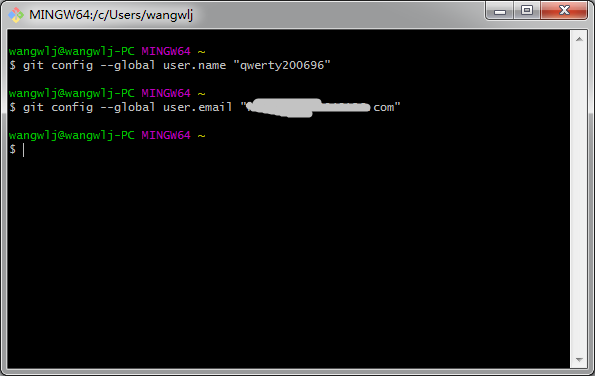 MINGW64:/c/Users/wangwlj
wangwlj@wangwlj-PC MINGW64 ~
$ git config --global user.name "qwerty200696"
wangwlj@wangwlj-PC MINGW64 ~
$ git config --global user.email " com"
wangwlj@wangwlj-PC MINGW64 ~
$